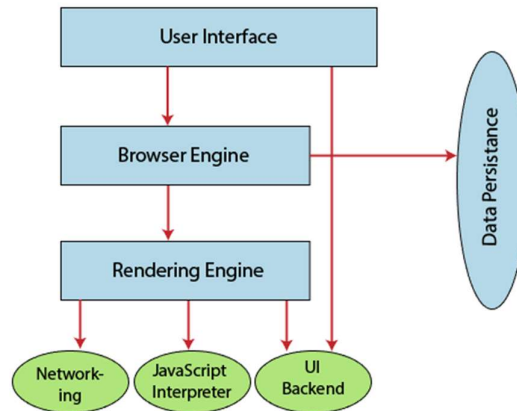 User Interface
Browser Engine
Data Persistance
Rendering Engine
Network-
ing
JavaScript
Interpreter
UI
Backend